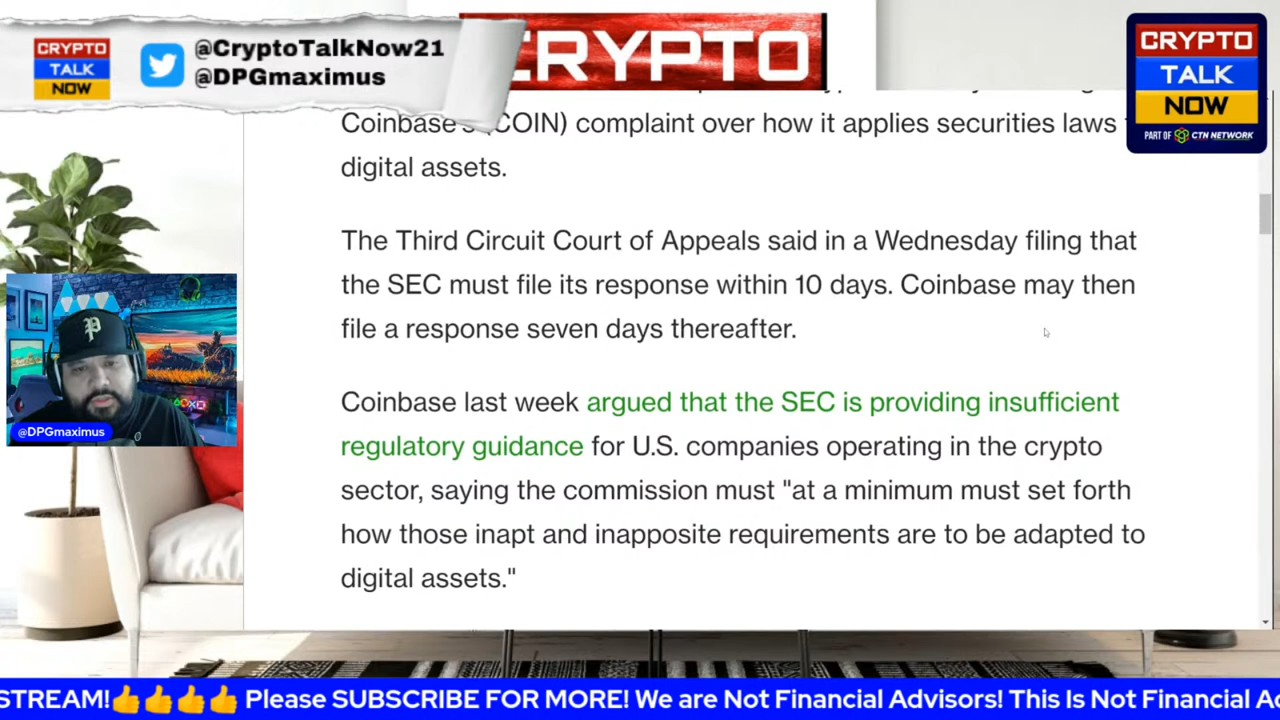 CRYPTO
TALK
NOW
@CryptoTalkNow21
@DPGmaximus
CRYPTO
CRYPTO
TALK
NOW
PART OF CTN NETWORK
Coinbase's (COIN) complaint over how it applies securities laws
digital assets.
The Third Circuit Court of Appeals said in a Wednesday filing that
the SEC must file its response within 10 days. Coinbase may then
file a response seven days thereafter.
P
@DPGmaximus
Coinbase last week argued that the SEC is providing insufficient
regulatory guidance for U.S. companies operating in the crypto
sector, saying the commission must "at a minimum must set forth
how those inapt and inapposite requirements are to be adapted to
digital assets."
STREAM!👍👍👍👍 Please SUBSCRIBE FOR MORE! We are Not Financial Advisors! This Is Not Financial